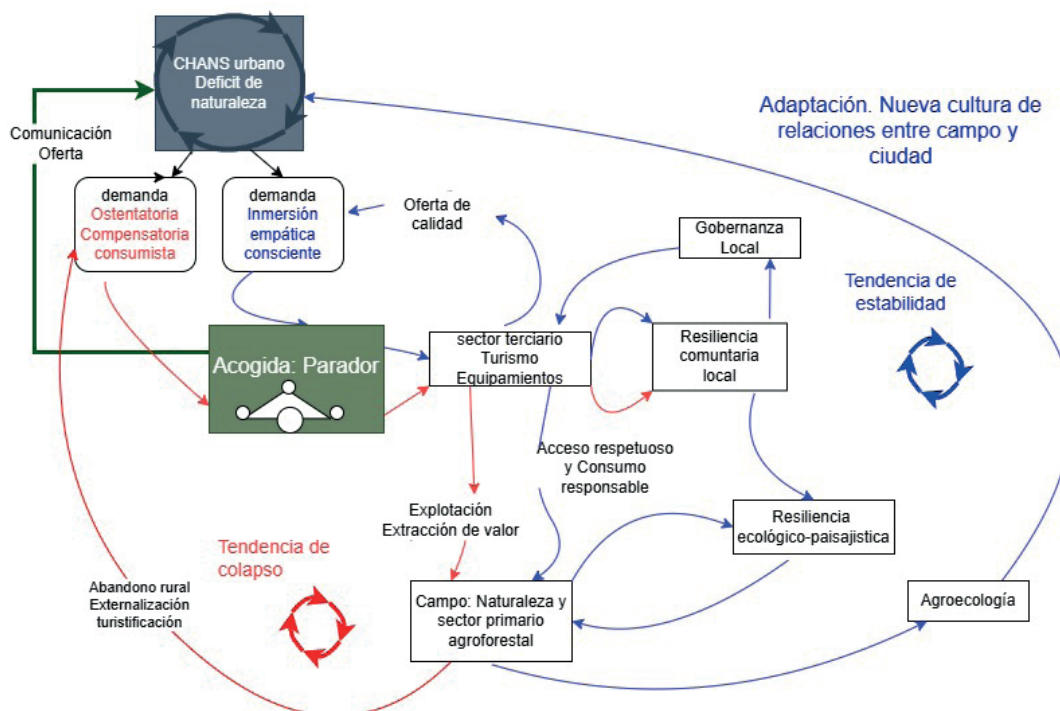 CHANS urbano
Deficit de
naturaleza
Comunicación
Oferta
Adaptación. Nueva cultura de
relaciones entre campo y
ciudad
demanda
Ostentatoria
Compensatoria
consumista
demanda
Inmersión
empática
consciente
Oferta de
calidad
Gobernanza
Local
Tendencia de
estabilidad
Acogida: Parador
sector terciario
Turismo
Equipamientos
Resiliencia
comuntaria
local
Acceso respetuoso
y Consumo
responsable
Explotación
Extracción de valor
Resiliencia
ecológico-paisajistica
Tendencia de
colapso
Abandono rural
Externalización
turistificación
Campo: Naturaleza y
sector primario
agroforestal
Agroecología